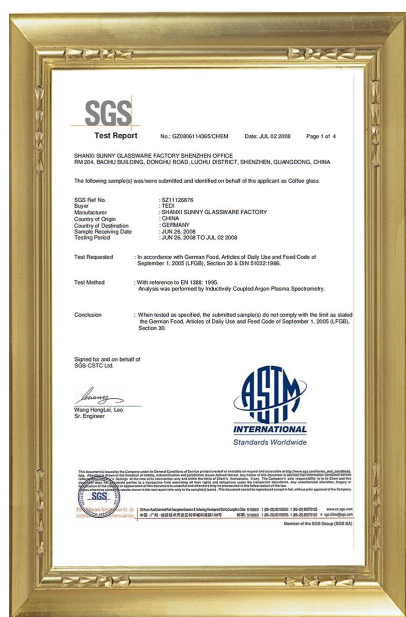 SGS
Test Report No.: GZ0806114365/CHEM Date: JUL 02 2008 Page 1 of 4
SHANXI SUNNY GLASSWARE FACTORY SHENZHEN OFFICE
RM 204, BAOHU BUILDING, DONGHU ROAD, LUOHU DISTRICT, SHENZHEN, GUANGDONG, CHINA
The following sample(s) was/were submitted and identified on behalf of the applicant as Coffee glass
SGS Ref No. : SZ11126876
Buyer : TEDI
Manufacturer : SHANXI SUNNY GLASSWARE FACTORY
Country of Origin : CHINA
Country of Destination : GERMANY
Sample Receiving Date : JUN 26, 2008
Testing Period : JUN 26, 2008 TO JUL 02 2008
Test Requested : In accordance with German Food, Articles of Daily Use and Feed Code of
September 1, 2005 (LFGB), Section 30 & DIN 51032:1986.
Test Method : With reference to EN 1388: 1995.
Analysis was performed by Inductively Coupled Argon Plasma Spectrometry.
Conclusion : When tested as specified, the submitted sample(s) do not comply with the limit as stated
the German Food, Articles of Daily Use and Feed Code of September 1, 2005 (LFGB),
Section 30.
Signed for and on behalf of
SGS-CSTC Ltd.
Wang HongLei, Leo
Sr. Engineer
ASTM
INTERNATIONAL
Standards Worldwide
SGS
Member of the SGS Group (SGS SA)